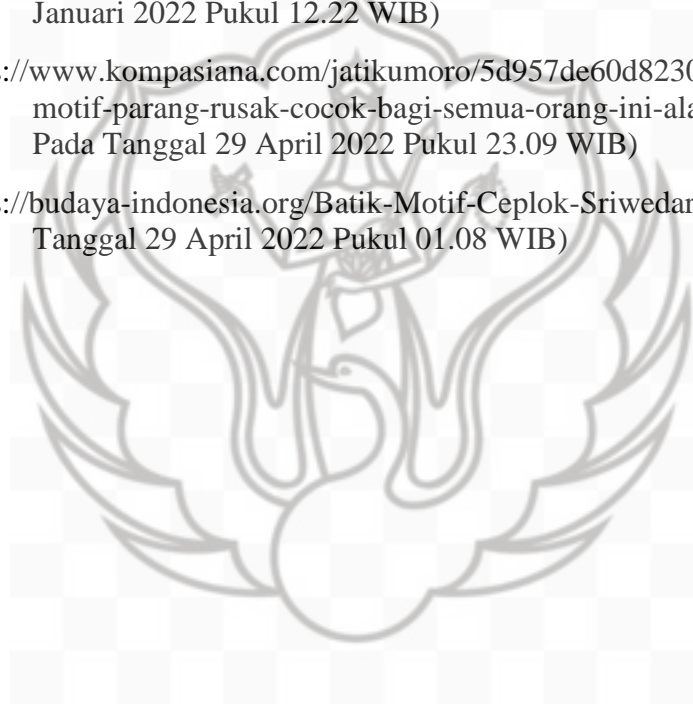 Januari 2022 Pukul 12.22 WIB)
://www.kompasiana.com/jatikumoro/5d957de60d8230
motif-parang-rusak-cocok-bagi-semua-orang-ini-ala
Pada Tanggal 29 April 2022 Pukul 23.09 WIB)
://budaya-indonesia.org/Batik-Motif-Ceplok-Sriwedar
Tanggal 29 April 2022 Pukul 01.08 WIB)